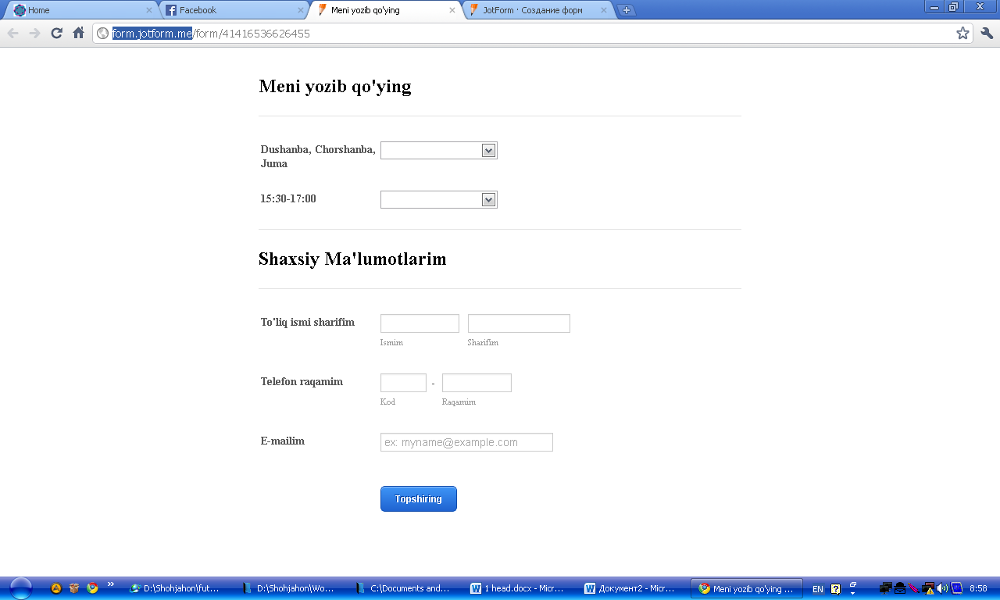 Home
Facebook
Meni yozib qo'ying
JotForm · Создание форм
form.jotform.me/form/41416536626455
Meni yozib qo'ying
Dushanba, Chorshanba,
Juma
15:30-17:00
Shaxsiy Ma'lumotlarim
To'liq ismi sharifim
Ismim
Sharifim
Telefon raqamim
-
Kod
Raqamim
E-mailim
ex: myname@example.com
Topshiring
D:\Shohjahon\fut...
D:\Shohjahon\Wo...
C:\Documents and...
1 head.docx - Micr...
Документ2 - Micr...
Meni yozib qo'ying ...
EN
8:58